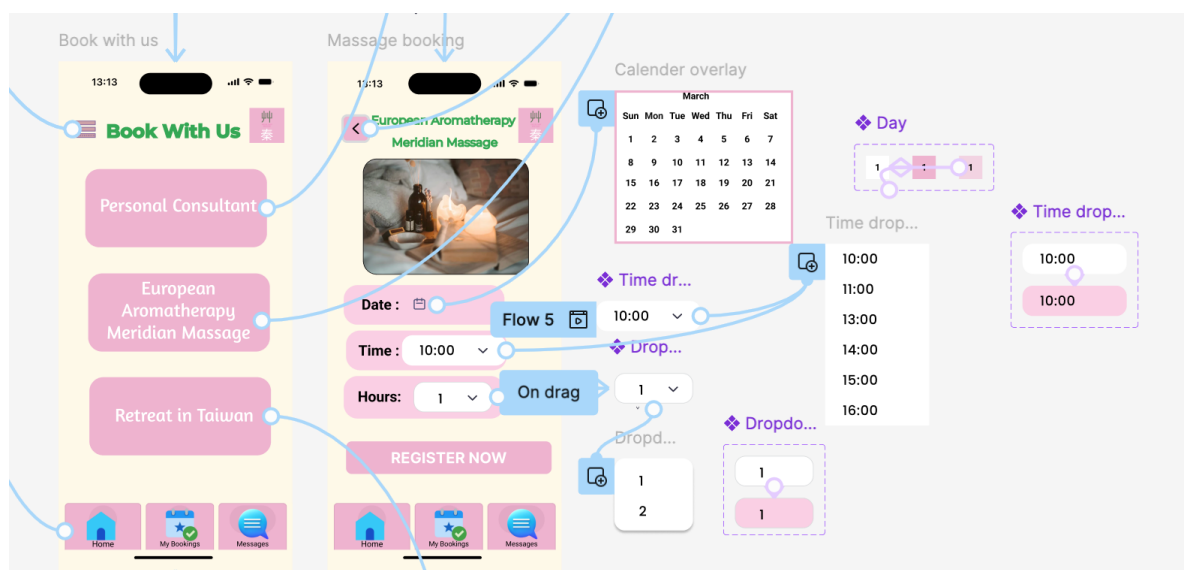 Book with us
13:13
Book With Us
艸
泰
Personal Consultant
European
Aromatherapy
Meridian Massage
Retreat in Taiwan
Home
My Bookings
Messages
Massage booking
13:13
European Aromatherapy
Meridian Massage
艸
泰
Date :
Time :
10:00
Hours:
1
REGISTER NOW
Home
My Bookings
Messages
Calender overlay
March
Sun Mon Tue Wed Thu Fri Sat
1 2 3 4 5 6 7
8 9 10 11 12 13 14
15 16 17 18 19 20 21
22 23 24 25 26 27 28
29 30 31
Flow 5
Time dr...
10:00
Drop...
On drag
1
Dropd...
1
2
Dropdo...
1
1
Day
1 1 1
Time drop...
10:00
11:00
13:00
14:00
15:00
16:00
Time drop...
10:00
10:00